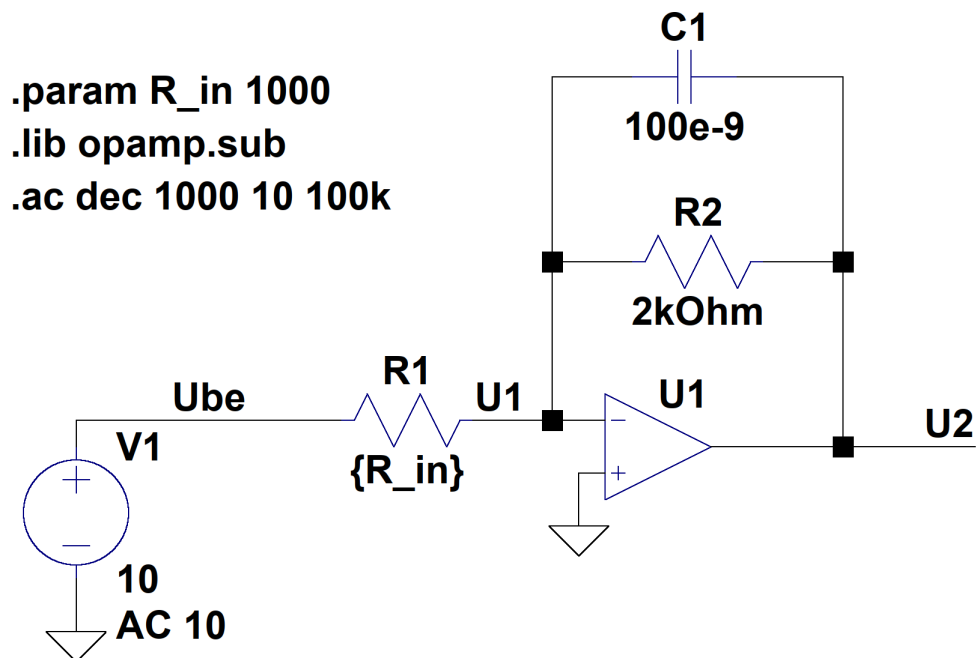 C1
.param R_in 1000
100e-9
.lib opamp.sub
.ac dec 1000 10 100k
R2
2kOhm
R1
Ube
U1
U1
U2
V1
{R_in}
10
AC 10